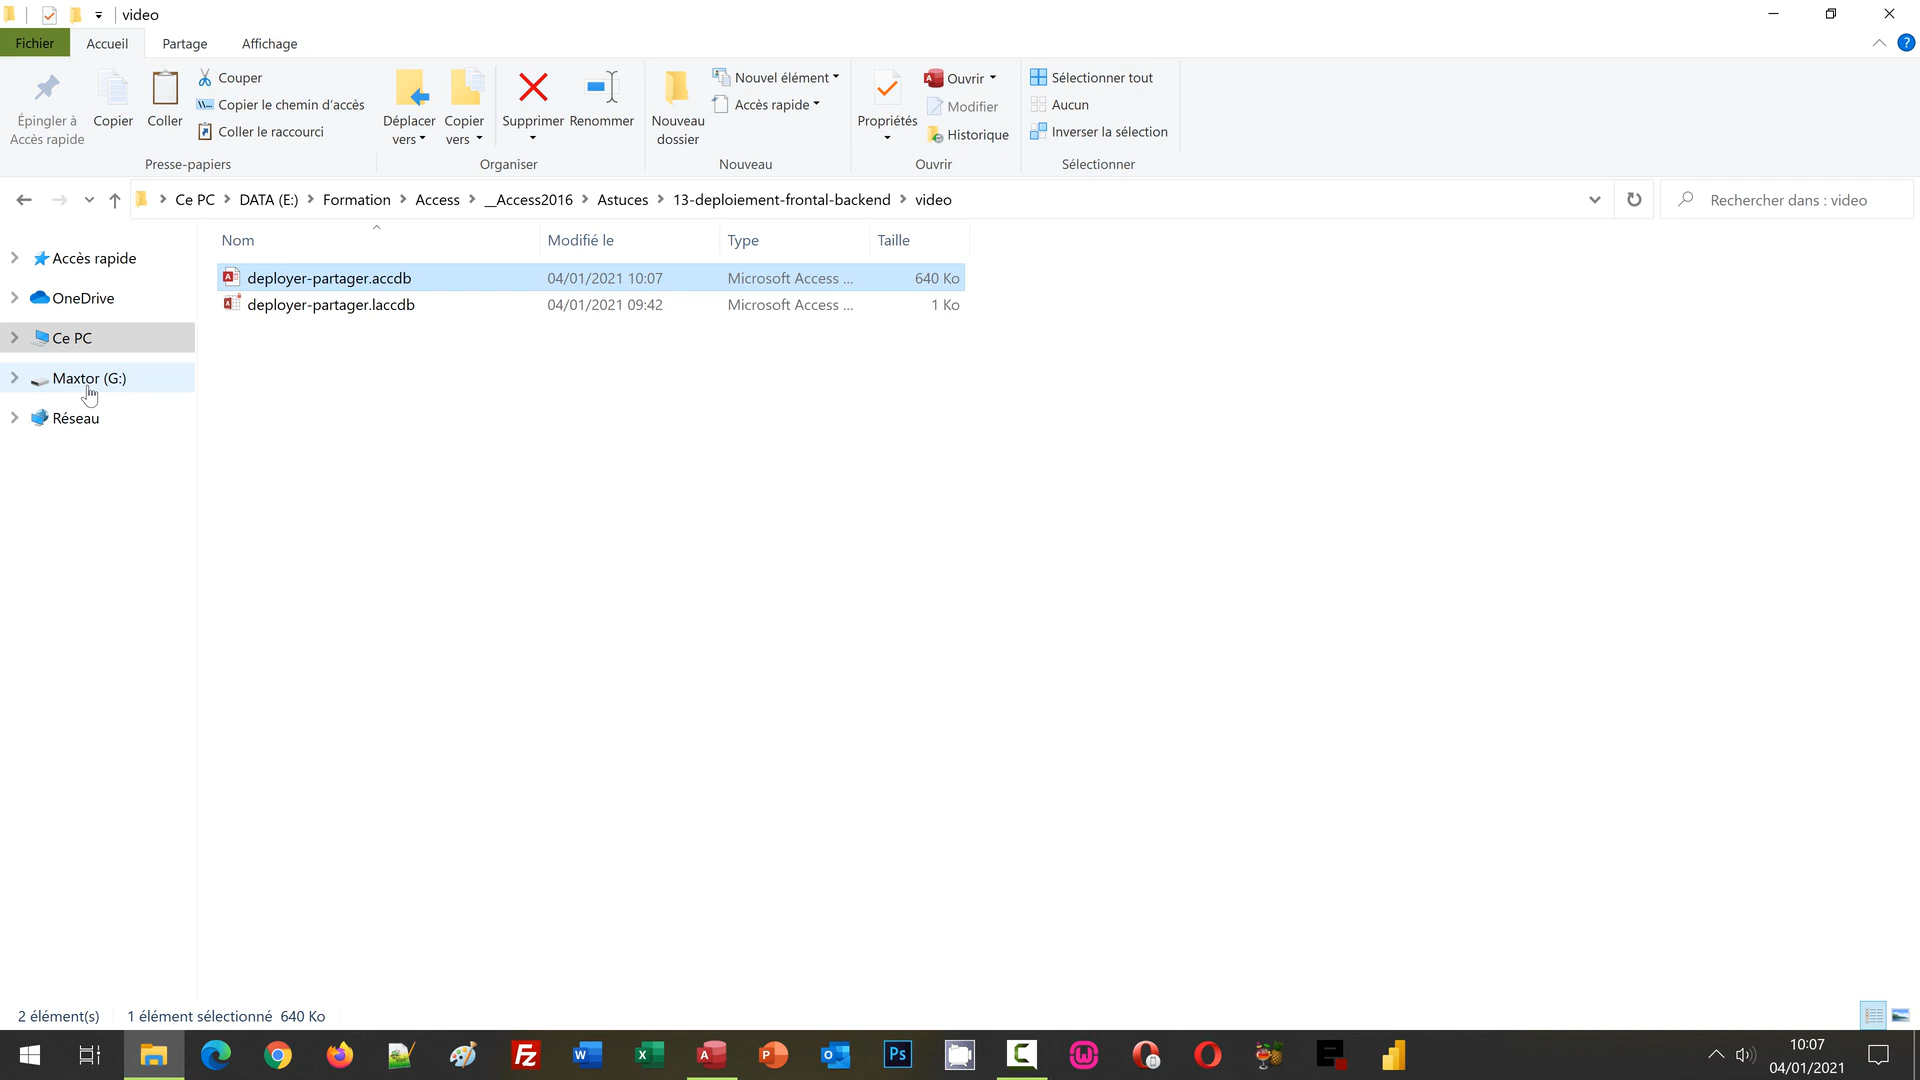 video
Fichier Accueil Partage Affichage
Épingler à Accès rapide
Copier
Coller
Couper
Copier le chemin d'accès
Coller le raccourci
Presse-papiers
Déplacer vers
Copier vers
Supprimer
Renommer
Organiser
Nouveau dossier
Nouvel élément
Accès rapide
Nouveau
Propriétés
Ouvrir
Modifier
Historique
Ouvrir
Sélectionner tout
Aucun
Inverser la sélection
Sélectionner
Ce PC > DATA (E:) > Formation > Access > __Access2016 > Astuces > 13-deploiement-frontal-backend > video
Rechercher dans : video
Accès rapide
OneDrive
Ce PC
Maxtor (G:)
Réseau
Nom Modifié le Type Taille
deployer-partager.accdb 04/01/2021 10:07 Microsoft Access ... 640 Ko
deployer-partager.laccdb 04/01/2021 09:42 Microsoft Access ... 1 Ko
2 élément(s) 1 élément sélectionné 640 Ko
10:07
04/01/2021